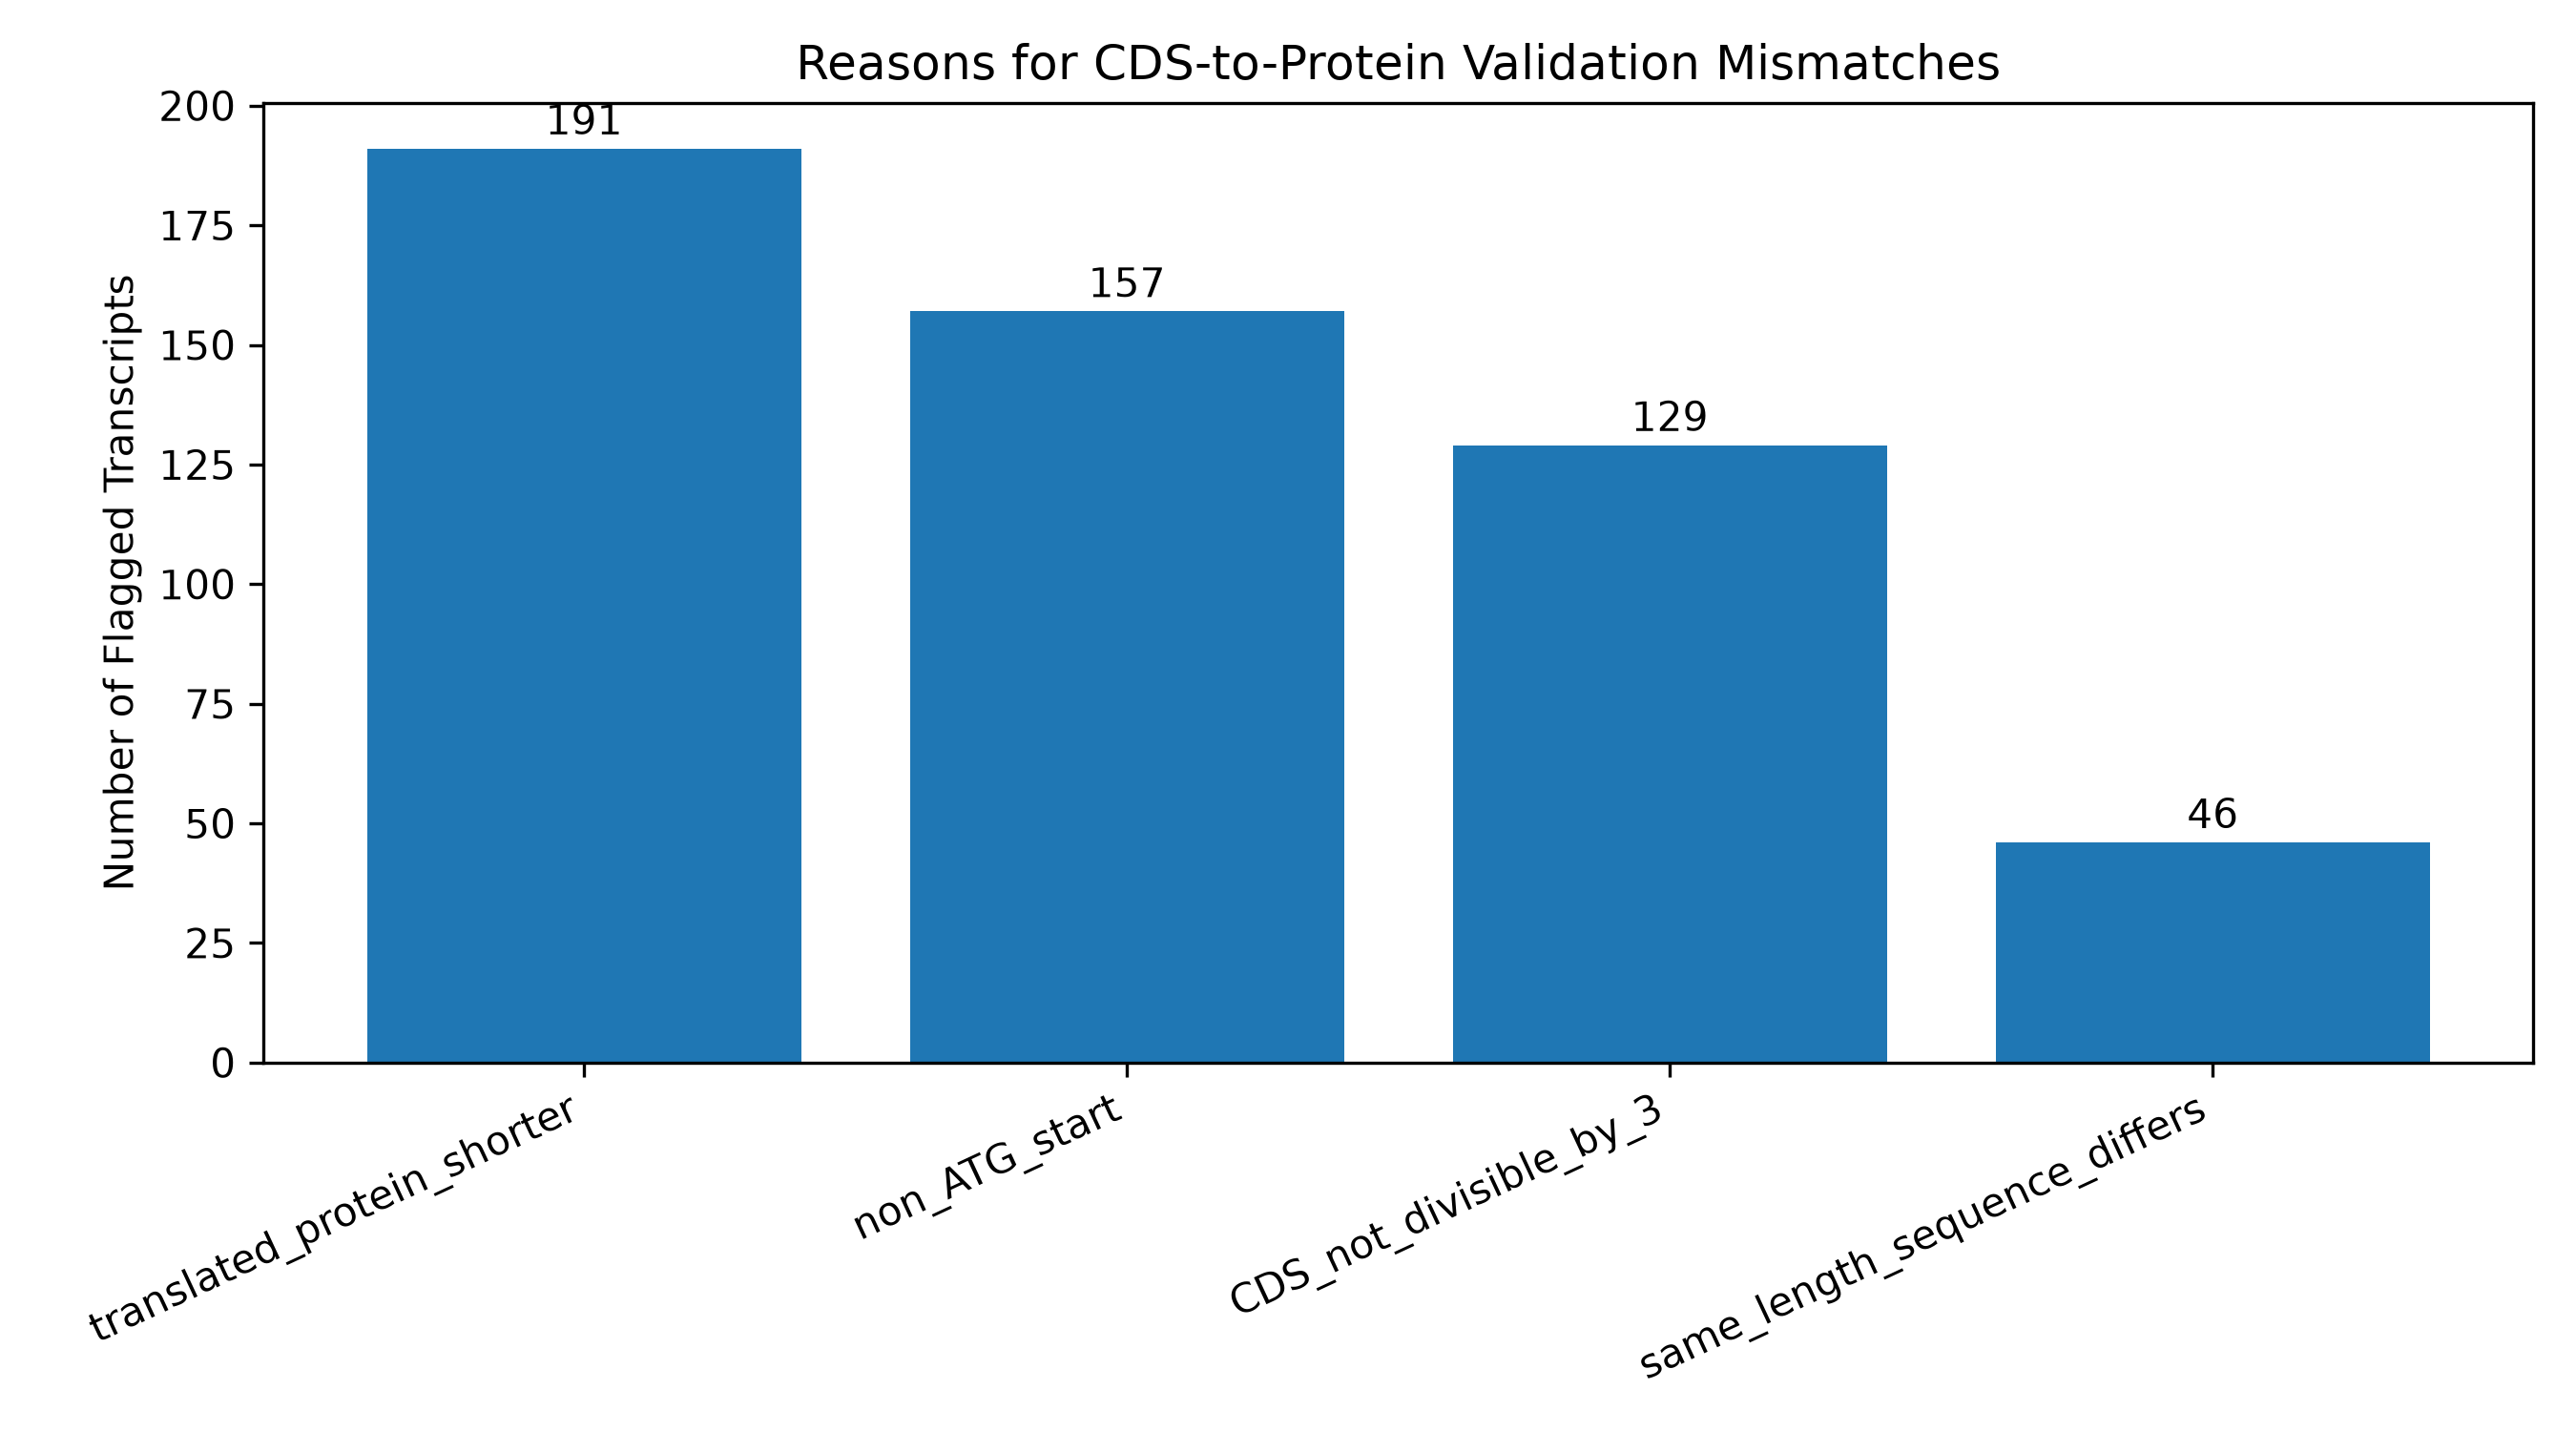 Reasons for CDS-to-Protein Validation Mismatches
Number of Flagged Transcripts
200
175
150
125
100
75
50
25
0
191
157
129
46
translated_protein_shorter
non_ATG_start
CDS_not_divisible_by_3
same_length_sequence_differs